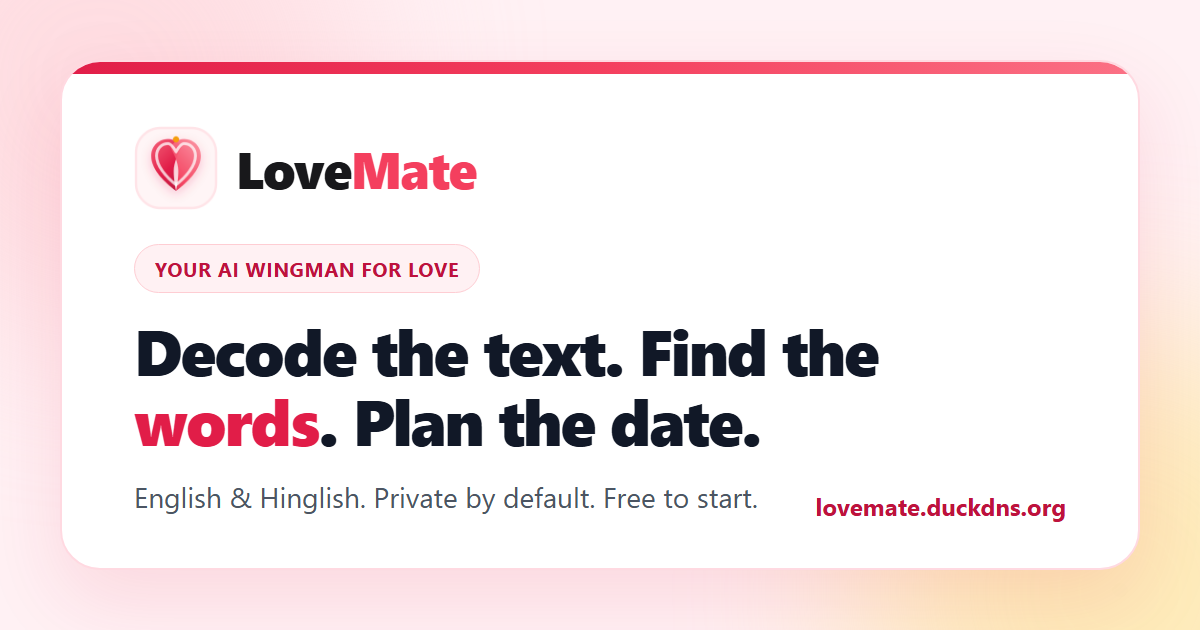 LoveMate
YOUR AI WINGMAN FOR LOVE
Decode the text. Find the
words. Plan the date.
English & Hinglish. Private by default. Free to start.
lovemate.duckdns.org